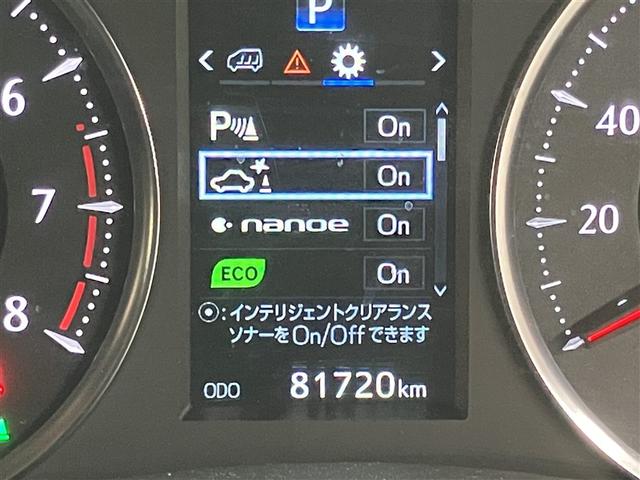 P
P On
On
nanoe On
ECO On
:インテリジェントクリアランス
ソナーをOn/Offできます
ODO 81720km
6
7
8
40
20